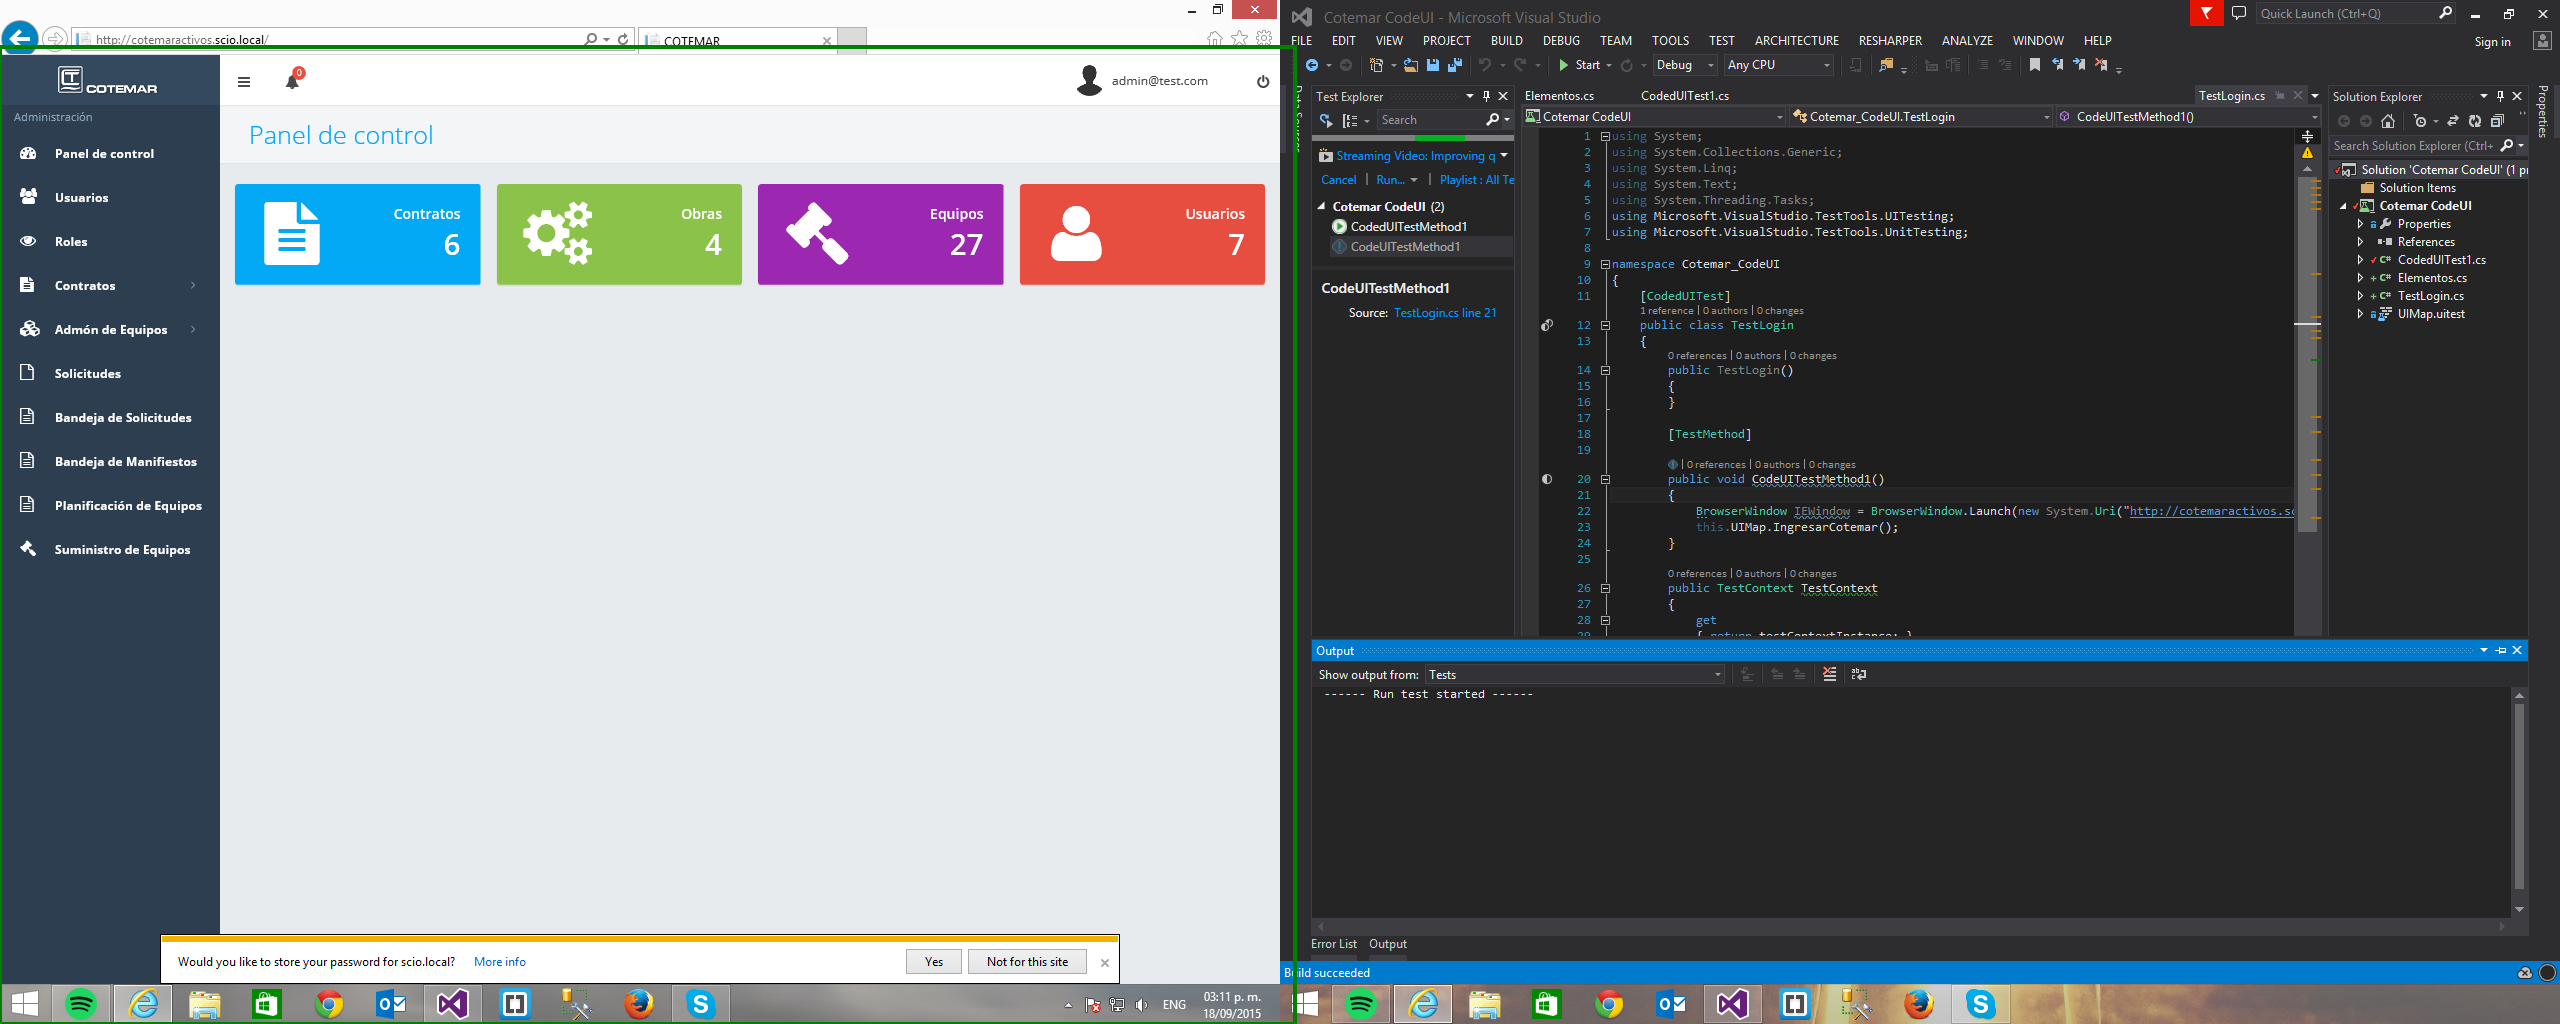 http://cotemaractivos.scio.local/
COTEMAR
COTEMAR
0
admin@test.com
Administración
Panel de control
Panel de control
Usuarios
Roles
Contratos
Admón de Equipos
Solicitudes
Bandeja de Solicitudes
Bandeja de Manifiestos
Planificación de Equipos
Suministro de Equipos
Contratos
6
Obras
4
Equipos
27
Usuarios
7
Would you like to store your password for scio.local? More info
Yes
Not for this site
ENG
03:11 p. m.
18/09/2015
Cotemar CodeUI - Microsoft Visual Studio
Quick Launch (Ctrl+Q)
FILE EDIT VIEW PROJECT BUILD DEBUG TEAM TOOLS TEST ARCHITECTURE RESHARPER ANALYZE WINDOW HELP
Sign in
Start
Debug
Any CPU
Test Explorer
Search
Streaming Video: Improving q
Cancel | Run... | Playlist : All Te
Cotemar CodeUI (2)
CodedUITestMethod1
CodeUITestMethod1
CodeUITestMethod1
Source: TestLogin.cs line 21
Elementos.cs CodedUITest1.cs TestLogin.cs
Cotemar CodeUI
Cotemar_CodeUI.TestLogin
CodeUITestMethod1()
1 using System;
2 using System.Collections.Generic;
3 using System.Linq;
4 using System.Text;
5 using System.Threading.Tasks;
6 using Microsoft.VisualStudio.TestTools.UITesting;
7 using Microsoft.VisualStudio.TestTools.UnitTesting;
8
9 namespace Cotemar_CodeUI
10 {
11 [CodedUITest]
1 reference | 0 authors | 0 changes
12 public class TestLogin
13 {
0 references | 0 authors | 0 changes
14 public TestLogin()
15 {
16 }
17
18 [TestMethod]
19
| 0 references | 0 authors | 0 changes
20 public void CodeUITestMethod1()
21 {
22 BrowserWindow IEWindow = BrowserWindow.Launch(new System.Uri("http://cotemaractivos.sc
23 this.UIMap.IngresarCotemar();
24 }
25
0 references | 0 authors | 0 changes
26 public TestContext TestContext
27 {
28 get
29 { return testContextInstance; }
Solution Explorer
Search Solution Explorer (Ctrl+
Solution 'Cotemar CodeUI' (1 p
Solution Items
Cotemar CodeUI
Properties
References
CodedUITest1.cs
Elementos.cs
TestLogin.cs
UIMap.uitest
Properties
Output
Show output from: Tests
------ Run test started ------
Error List Output
Build succeeded